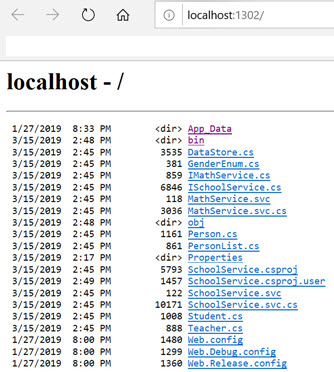 localhost:1302/
localhost - /
1/27/2019 8:33 PM <dir> App_Data
3/15/2019 2:48 PM <dir> bin
3/15/2019 2:45 PM 3535 DataStore.cs
3/15/2019 2:45 PM 381 GenderEnum.cs
3/15/2019 2:45 PM 859 IMathService.cs
3/15/2019 2:45 PM 6846 ISchoolService.cs
3/15/2019 2:45 PM 118 MathService.svc
3/15/2019 2:45 PM 3036 MathService.svc.cs
3/15/2019 2:48 PM <dir> obj
3/15/2019 2:45 PM 1161 Person.cs
3/15/2019 2:45 PM 861 PersonList.cs
3/15/2019 2:17 PM <dir> Properties
3/15/2019 2:45 PM 5793 SchoolService.csproj
3/15/2019 2:49 PM 1457 SchoolService.csproj.user
3/15/2019 2:45 PM 122 SchoolService.svc
3/15/2019 2:45 PM 10171 SchoolService.svc.cs
3/15/2019 2:45 PM 1008 Student.cs
3/15/2019 2:45 PM 888 Teacher.cs
1/27/2019 8:00 PM 1480 Web.config
1/27/2019 8:00 PM 1299 Web.Debug.config
1/27/2019 8:00 PM 1360 Web.Release.config